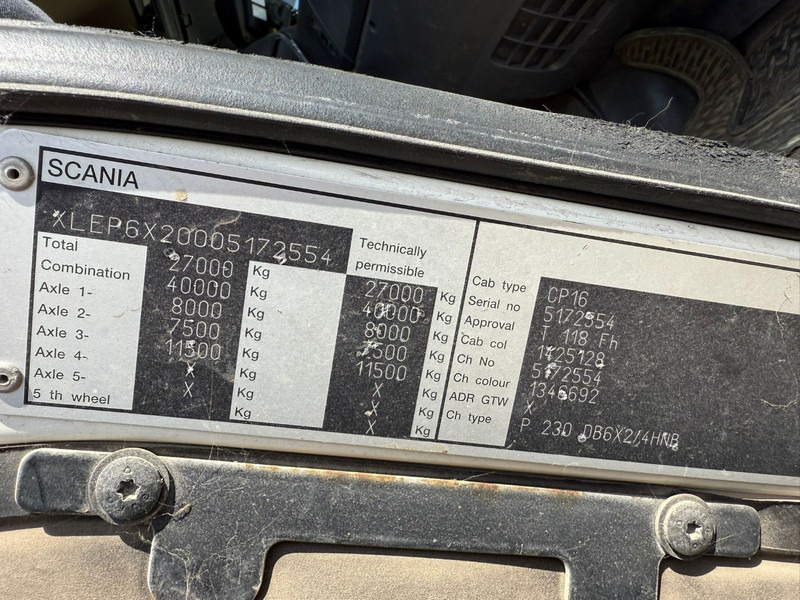 SCANIA
XLEP6X20005172554
Technically permissible
Total 27000 Kg 27000 Kg
Combination 40000 Kg 40000 Kg
Axle 1- 8000 Kg 8000 Kg
Axle 2- 7500 Kg 7500 Kg
Axle 3- 11500 Kg 11500 Kg
Axle 4- X Kg X Kg
Axle 5- X Kg X Kg
5 th wheel Kg X Kg
Cab type CP16
Serial no 5172554
Approval T 118 Fh
Cab col 1425128
Ch No 5172554
Ch colour 1346692
ADR GTW X
Ch type P 230 DB6X2/4HNB